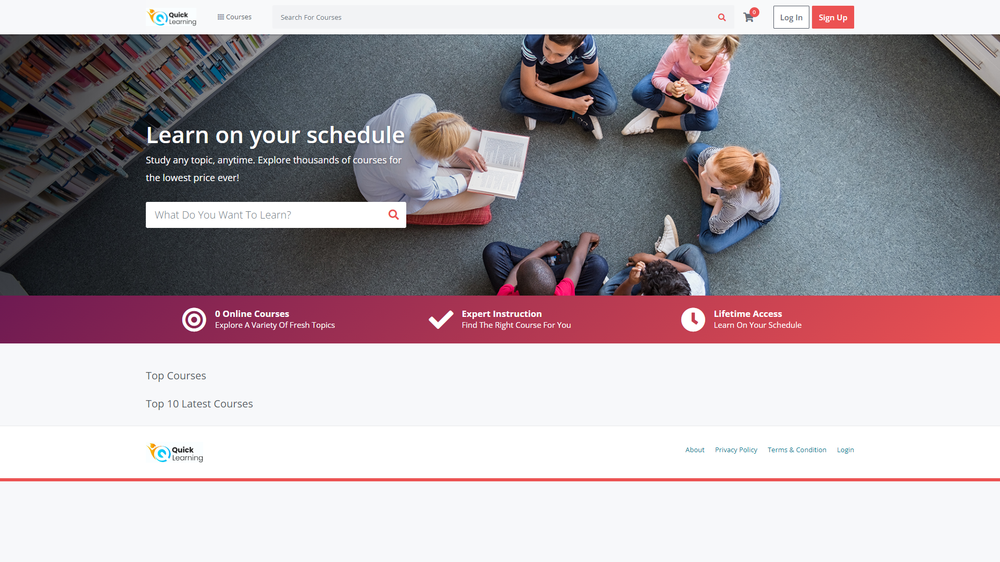 Quick
Learning
Courses
Search For Courses
0
Log In
Sign Up
Learn on your schedule
Study any topic, anytime. Explore thousands of courses for
the lowest price ever!
What Do You Want To Learn?
0 Online Courses
Explore A Variety Of Fresh Topics
Expert Instruction
Find The Right Course For You
Lifetime Access
Learn On Your Schedule
Top Courses
Top 10 Latest Courses
Quick
Learning
About
Privacy Policy
Terms & Condition
Login